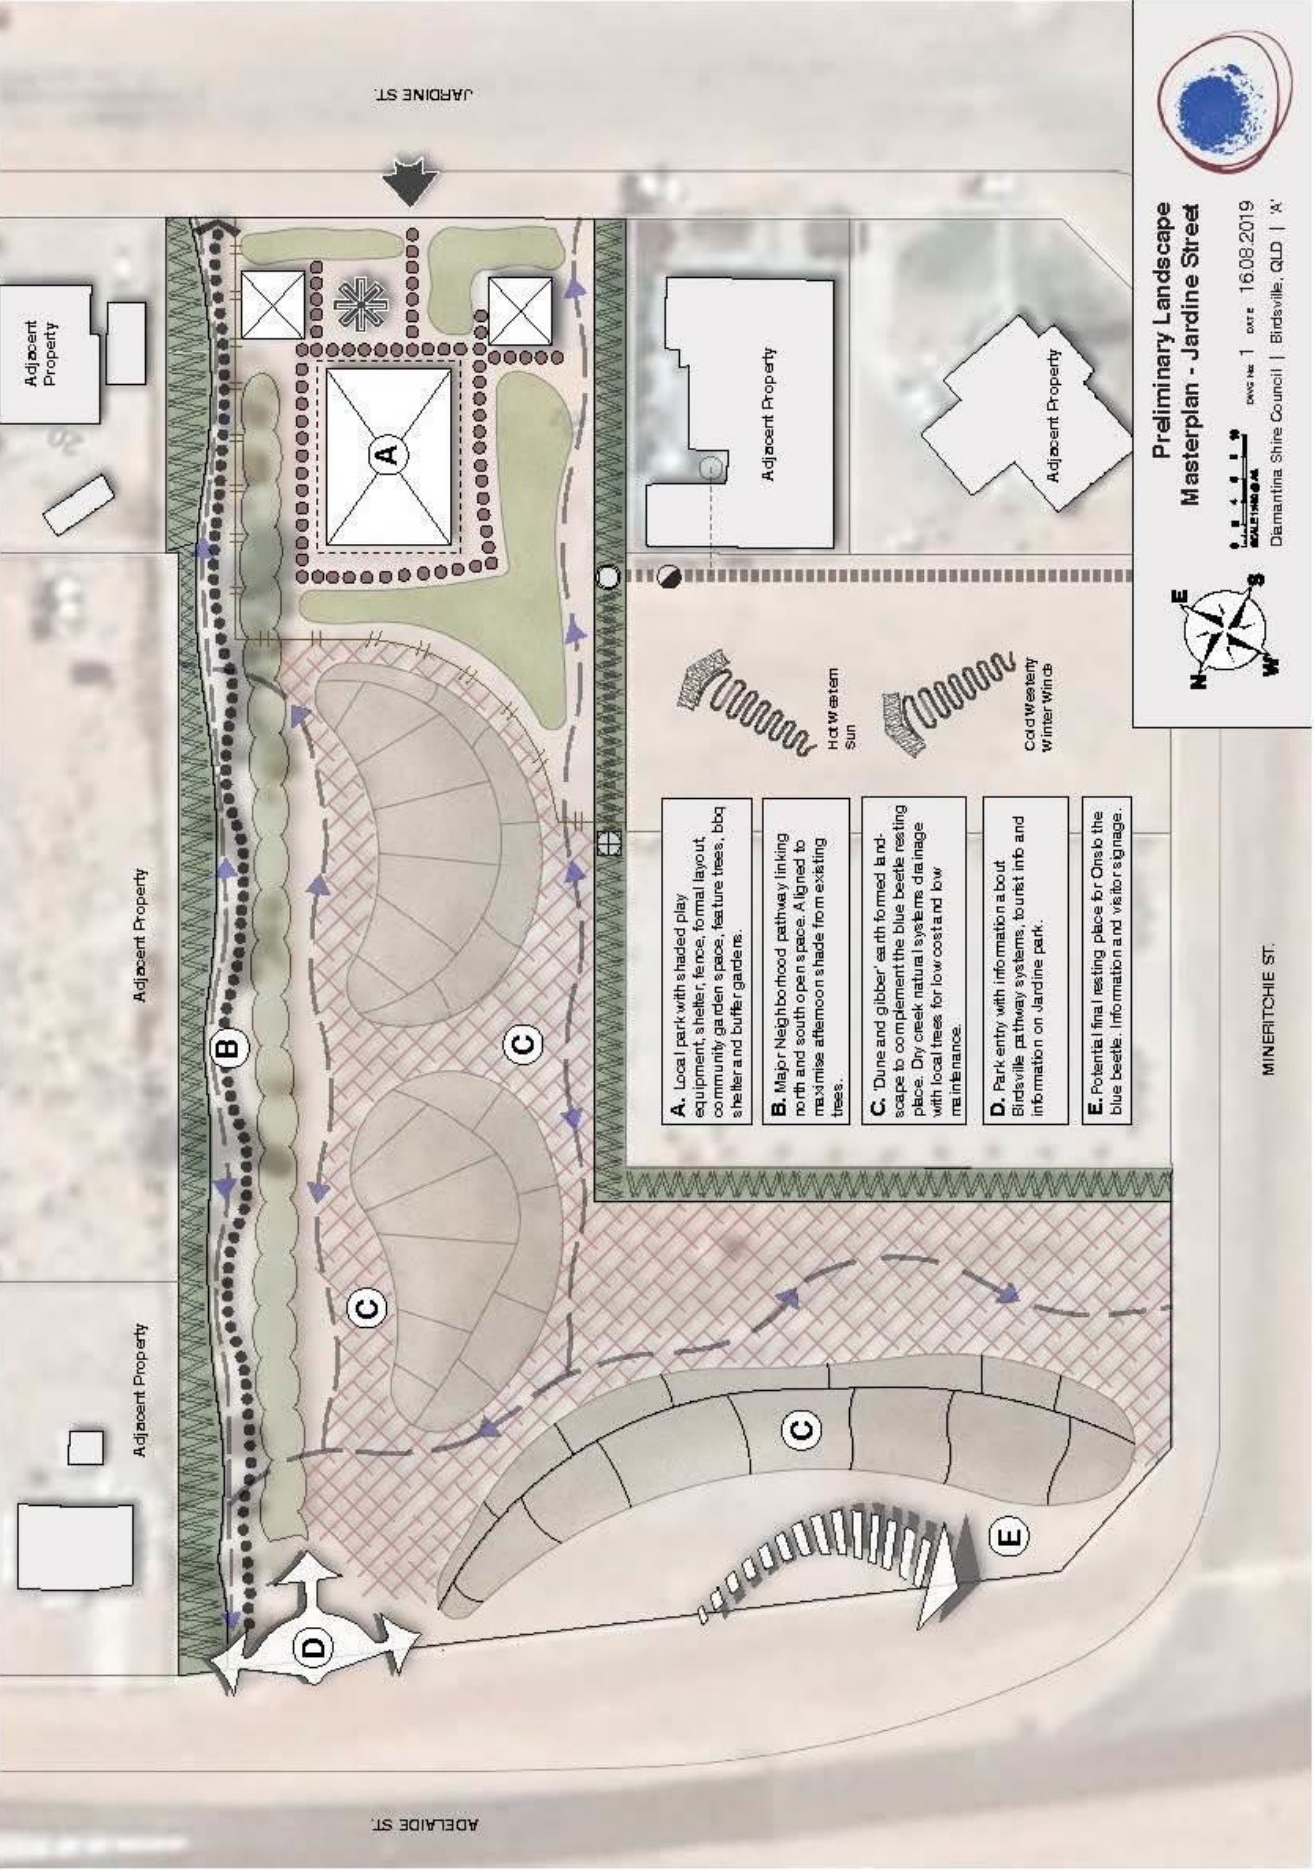 JARDINE ST.
Adjacent
Property
Adjacent Property
Adjacent Property
Adjacent Property
Adjacent Property
A
B
C
C
C
D
E
Hot Western
Sun
Cold Westerly
Winter Winds
A. Local park with shaded play
equipment, shelter, fence, formal layout,
community garden space, feature trees, bbq
shelter and buffer gardens.
B. Major Neighborhood pathway linking
north and south open space. Aligned to
maximise afternoon shade from existing
trees.
C. 'Dune and gibber' earth formed land-
scape to complement the blue beetle resting
place. Dry creek natural systems drainage
with local trees for low cost and low
maintenance.
D. Park entry with information about
Birdsville pathway systems, tourist info and
information on Jardine park.
E. Potential final resting place for Onslo the
blue beetle. Information and visitor signage.
MINERITCHIE ST.
ADELAIDE ST.
Preliminary Landscape
Masterplan - Jardine Street
N
E
S
W
DWG No: 1 DATE 16.08.2019
Diamantina Shire Council | Birdsville, QLD | 'A'